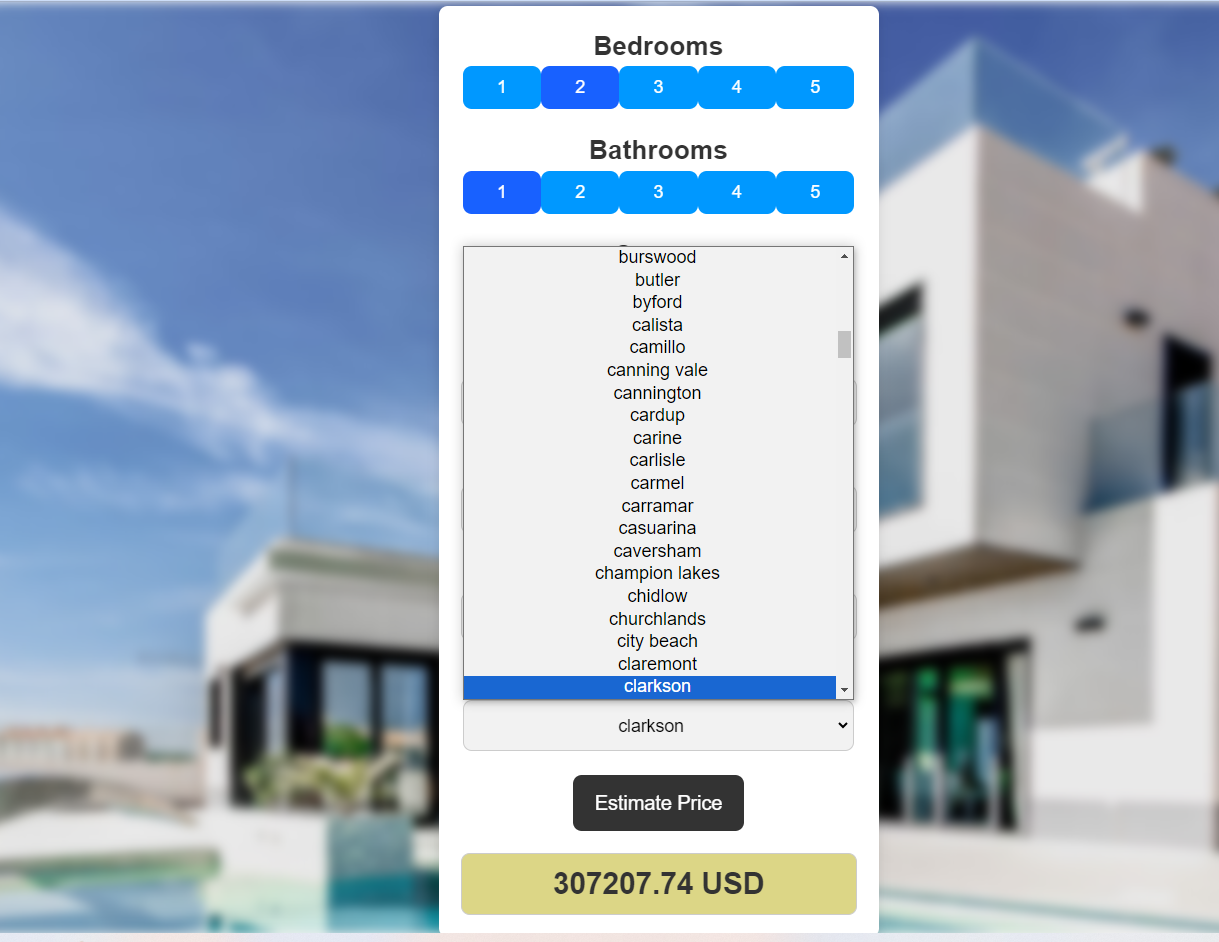 Bedrooms
1 2 3 4 5
Bathrooms
1 2 3 4 5
burswood
butler
byford
calista
camillo
canning vale
cannington
cardup
carine
carlisle
carmel
carramar
casuarina
caversham
champion lakes
chidlow
churchlands
city beach
claremont
clarkson
clarkson
Estimate Price
307207.74 USD